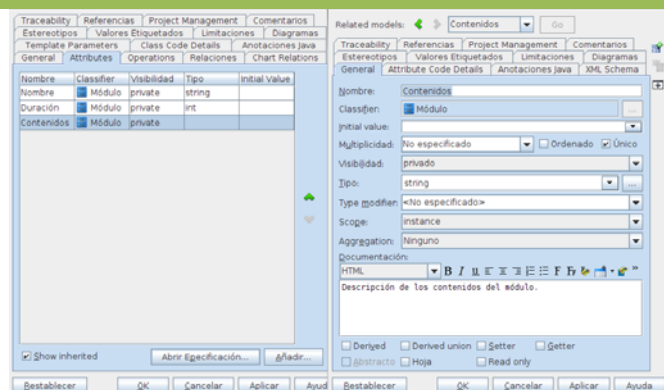 Traceability Referencias Project Management Comentarios
Estereotipos Valores Etiquetados Limitaciones Diagramas
Template Parameters Class Code Details Anotaciones Java
General Attributes Operations Relaciones Chart Relations
Nombre Classifier Visibilidad Tipo Initial Value
Nombre Módulo private string
Duración Módulo private int
Contenidos Módulo private
Show inherited Abrir Especificación... Añadir...
Restablecer OK Cancelar Aplicar Ayud
Related models: Contenidos Go
Traceability Referencias Project Management Comentarios
Estereotipos Valores Etiquetados Limitaciones Diagramas
General Attribute Code Details Anotaciones Java XML Schema
Nombre: Contenidos
Classifier: Módulo ...
Initial value:
Multiplicidad: No especificado Ordenado Único
Visibilidad: privado
Tipo: string ...
Type modifier: <No especificado>
Scope: instance
Aggregation: Ninguno
Documentación:
HTML B I U F
Descripción de los contenidos del módulo.
Derived Derived union Setter Getter
Abstracto Hoja Read only
Restablecer OK Cancelar Aplicar Ayuda